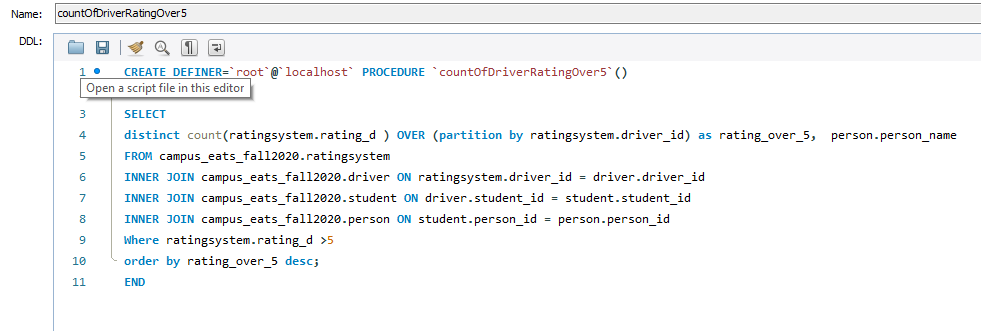 Name: countOfDriverRatingOver5
DDL:
1 CREATE DEFINER=`root`@`localhost` PROCEDURE `countOfDriverRatingOver5`()
Open a script file in this editor
3 SELECT
4 distinct count(ratingsystem.rating_d ) OVER (partition by ratingsystem.driver_id) as rating_over_5,  person.person_name
5 FROM campus_eats_fall2020.ratingsystem
6 INNER JOIN campus_eats_fall2020.driver ON ratingsystem.driver_id = driver.driver_id
7 INNER JOIN campus_eats_fall2020.student ON driver.student_id = student.student_id
8 INNER JOIN campus_eats_fall2020.person ON student.person_id = person.person_id
9 Where ratingsystem.rating_d >5
10 order by rating_over_5 desc;
11 END